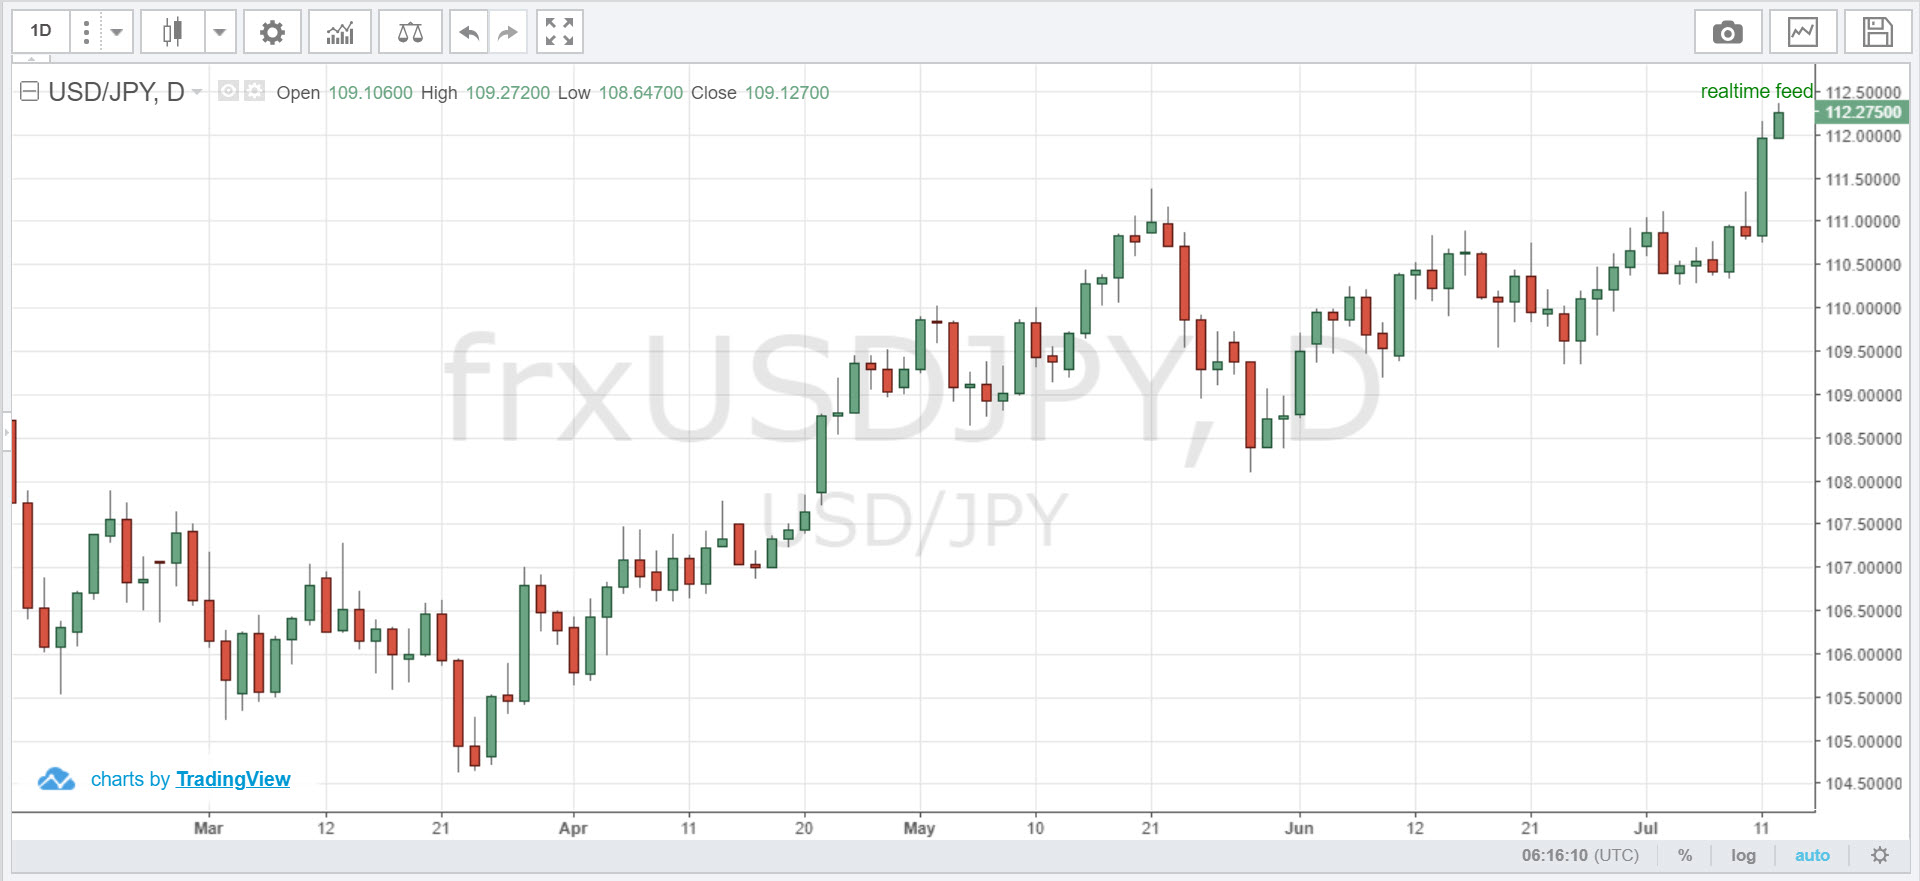 1D
USD/JPY, D Open 109.10600 High 109.27200 Low 108.64700 Close 109.12700
realtime feed
112.50000
112.27500
112.00000
111.50000
111.00000
110.50000
110.00000
109.50000
109.00000
108.50000
108.00000
107.50000
107.00000
106.50000
106.00000
105.50000
105.00000
104.50000
frxUSDJPY, D
USD/JPY
charts by TradingView
Mar 12 21 Apr 11 20 May 10 21 Jun 12 21 Jul 11
06:16:10 (UTC) % log auto